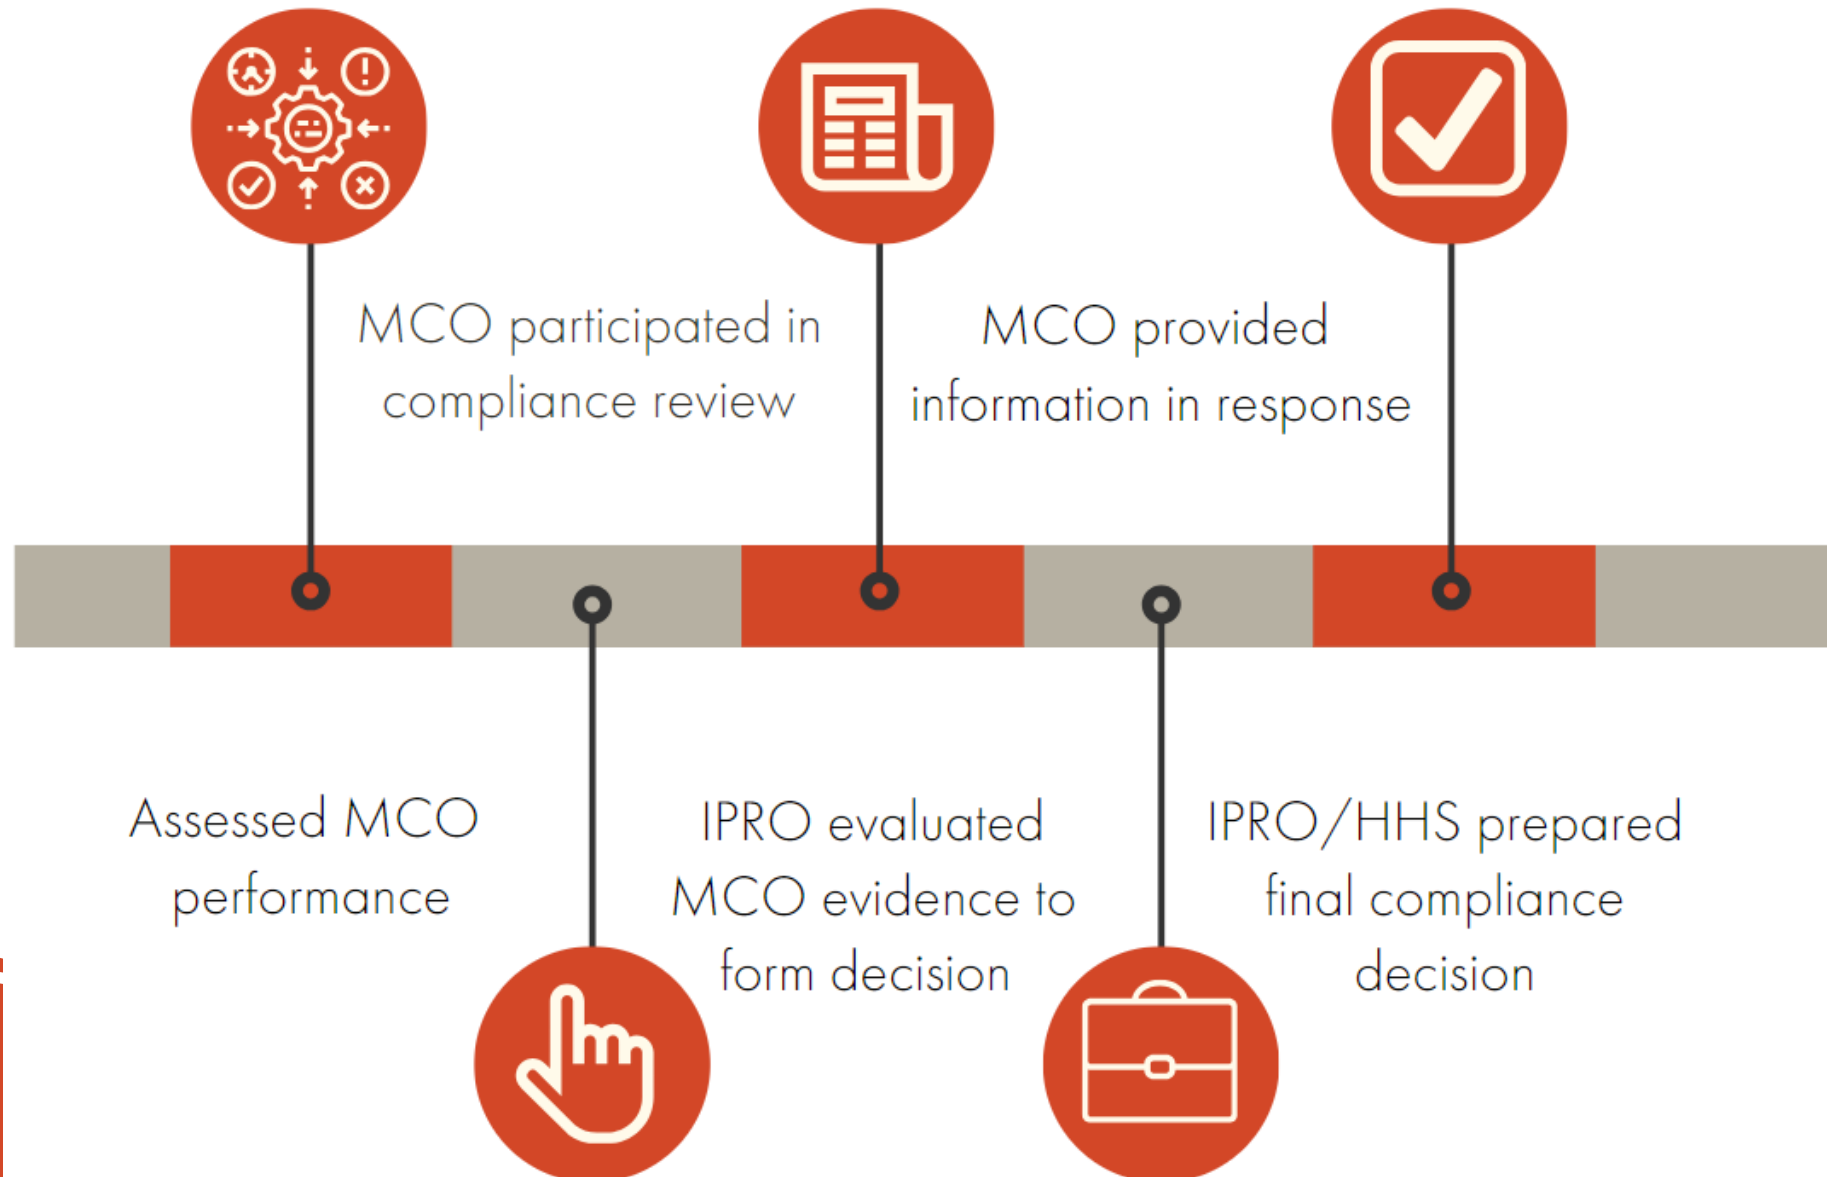 MCO participated in
compliance review
MCO provided
information in response
Assessed MCO
performance
IPRO evaluated
MCO evidence to
form decision
IPRO/HHS prepared
final compliance
decision